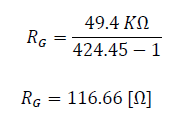 R_G = 49.4 KΩ / 424.45 − 1
R_G = 116.66 [Ω]